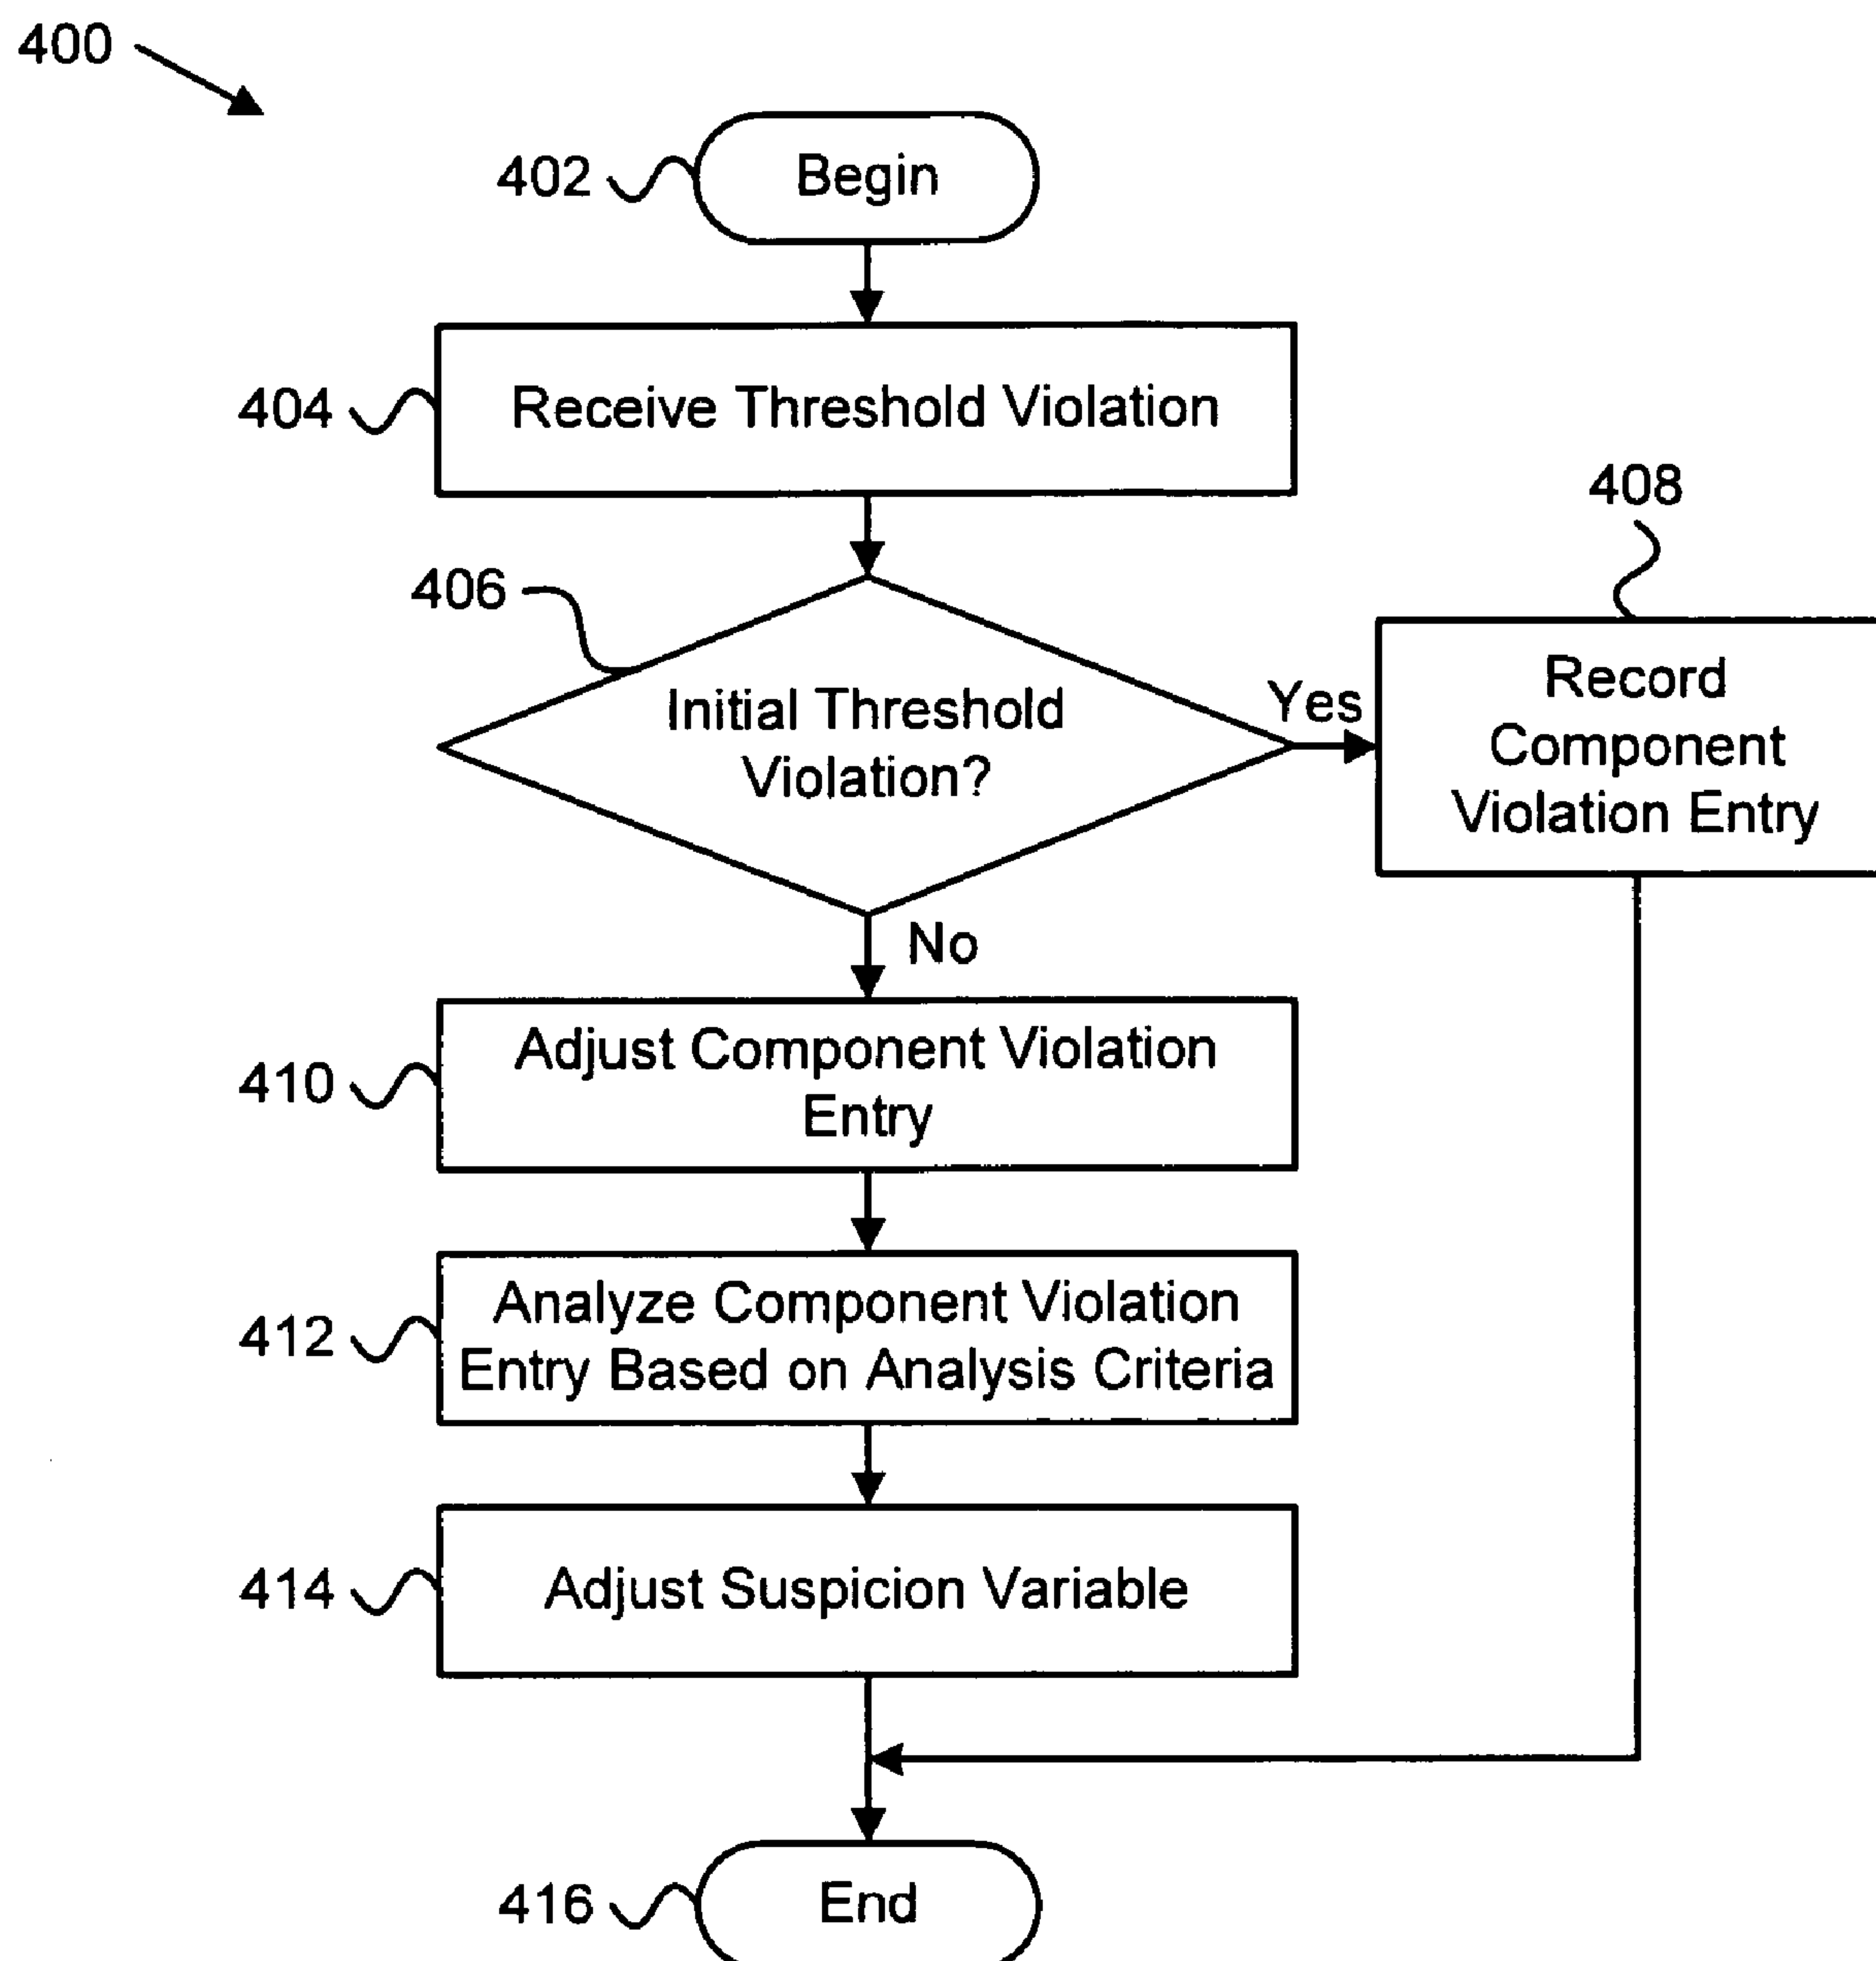 400
402
Begin
404
Receive Threshold Violation
408
406
Initial Threshold
Violation?
Yes
Record
Component
Violation Entry
No
410
Adjust Component Violation
Entry
412
Analyze Component Violation
Entry Based on Analysis Criteria
414
Adjust Suspicion Variable
416
End